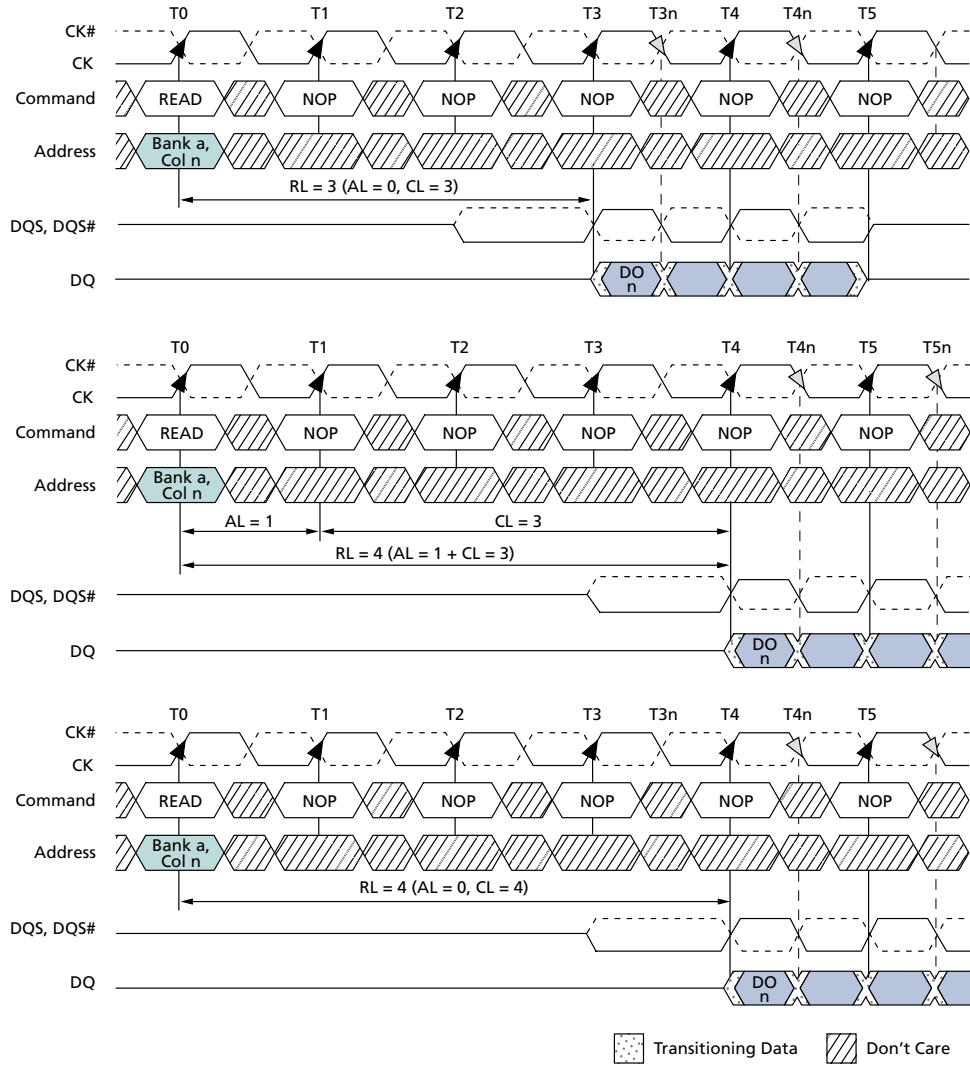 T0 T1 T2 T3 T3n T4 T4n T5
CK#
CK
Command READ NOP NOP NOP NOP NOP
Address Bank a,
Col n
RL = 3 (AL = 0, CL = 3)
DQS, DQS#
DQ DO
n
T0 T1 T2 T3 T4 T4n T5 T5n
CK#
CK
Command READ NOP NOP NOP NOP NOP
Address Bank a,
Col n
AL = 1 CL = 3
RL = 4 (AL = 1 + CL = 3)
DQS, DQS#
DQ DO
n
T0 T1 T2 T3 T3n T4 T4n T5
CK#
CK
Command READ NOP NOP NOP NOP NOP
Address Bank a,
Col n
RL = 4 (AL = 0, CL = 4)
DQS, DQS#
DQ DO
n
Transitioning Data Don't Care